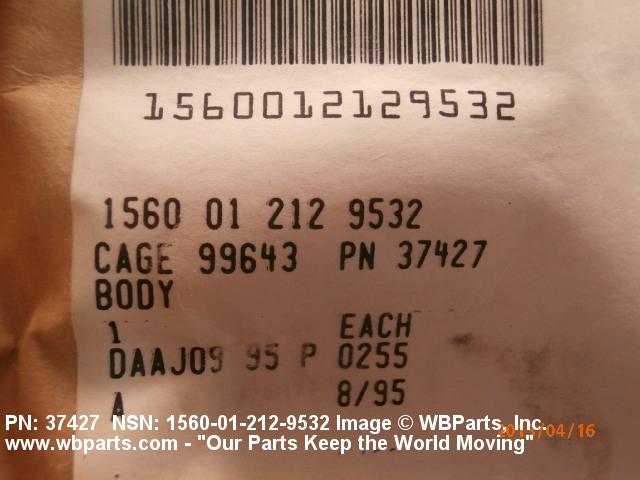 1560012129532
1560 01 212 9532
CAGE 99643 PN 37427
BODY
1 EACH
DAAJ09 95 P 0255
A 8/95
PN: 37427 NSN: 1560-01-212-9532 Image © WBParts, Inc.
www.wbparts.com - "Our Parts Keep the World Moving"